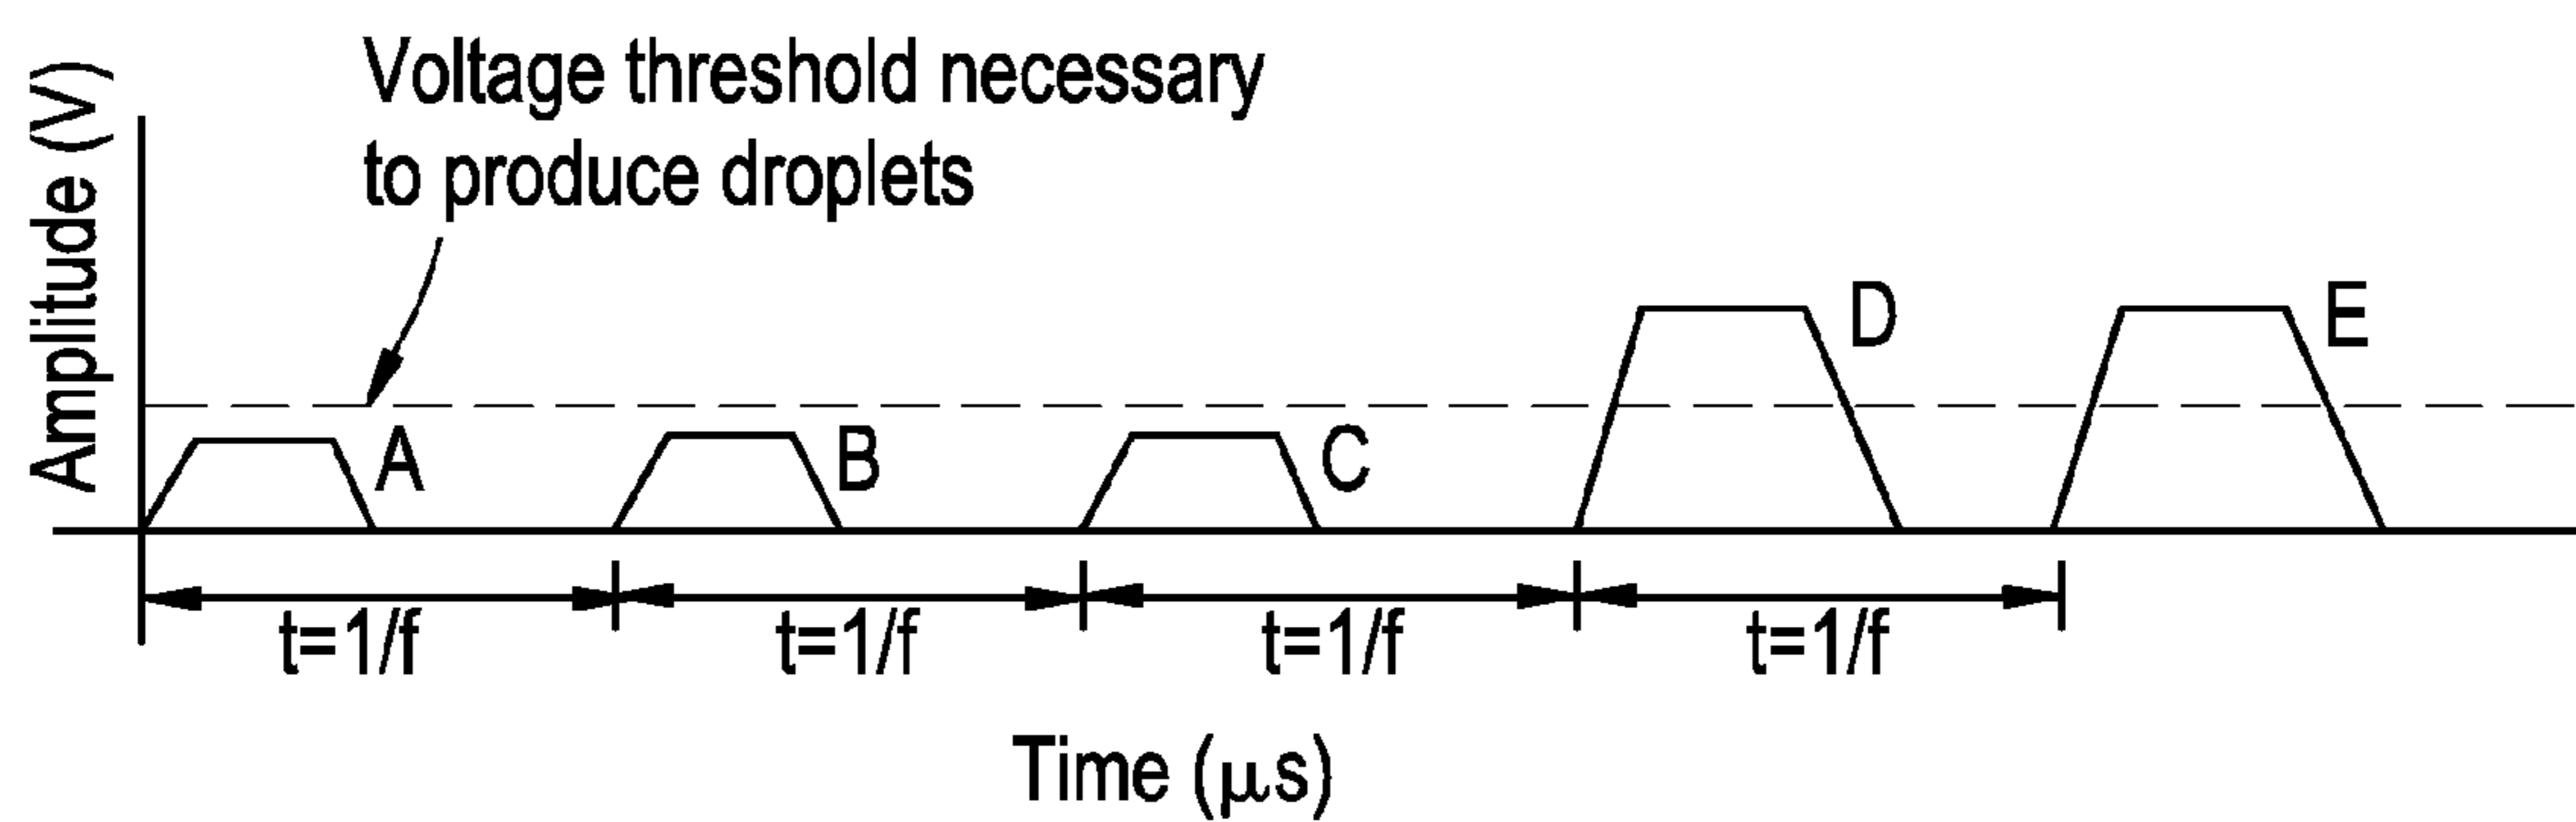 Amplitude (V)
Voltage threshold necessary
to produce droplets
A
B
C
D
E
t=1/f
t=1/f
t=1/f
t=1/f
Time (μs)